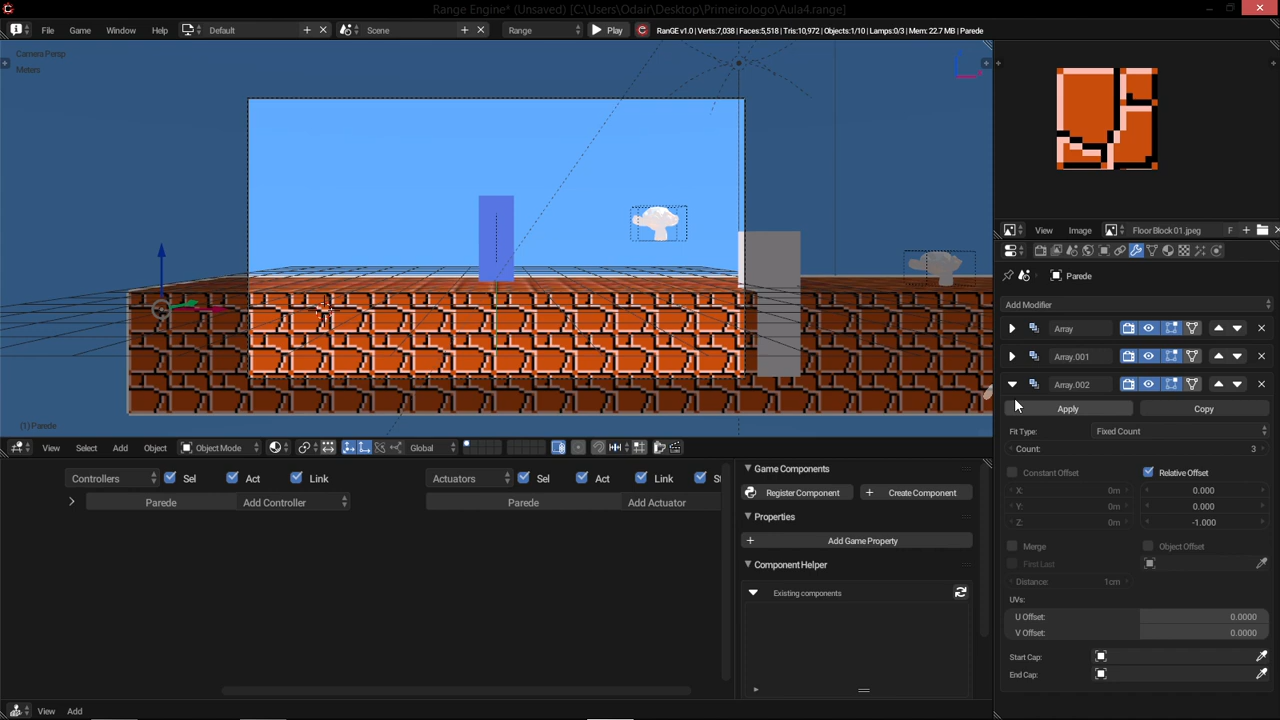 Range Engine* (Unsaved) [C:\Users\Odair\Desktop\PrimeiroJogo\Aula4.range]
File Game Window Help Default Scene Range Play RanGE v1.0 | Verts:7,038 | Faces:5,518 | Tris:10,972 | Objects:1/10 | Lamps:0/3 | Mem: 22.7 MB | Parede
Camera Persp
Meters
(1) Parede
View Select Add Object Object Mode Global
View Image Floor Block 01.jpeg F
Parede
Add Modifier
Array
Array.001
Array.002
Apply Copy
Fit Type: Fixed Count
Count: 3
Constant Offset Relative Offset
X: 0m 0.000
Y: 0m 0.000
Z: 0m -1.000
Merge Object Offset
First Last
Distance: 1cm
UVs:
U Offset: 0.0000
V Offset: 0.0000
Start Cap:
End Cap:
Controllers Sel Act Link Actuators Sel Act Link St
Parede Add Controller Parede Add Actuator
Game Components
Register Component Create Component
Properties
Add Game Property
Component Helper
Existing components
View Add